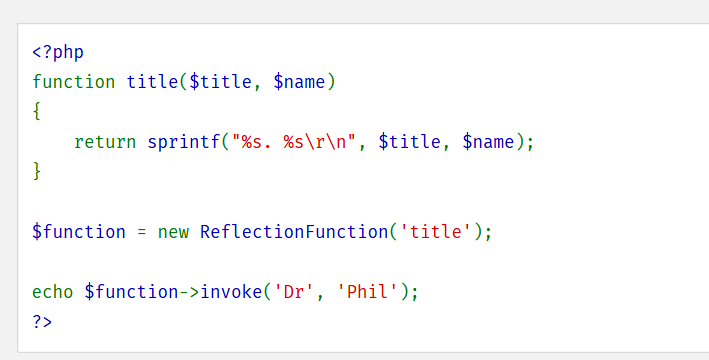 <?php
function title($title, $name)
{
    return sprintf("%s. %s\r\n", $title, $name);
}
$function = new ReflectionFunction('title');
echo $function->invoke('Dr', 'Phil');
?>